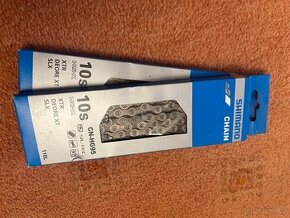 XTR
DEORE XT
SLX
10s
XTR
DEORE XT
SLX
10s
CN-HG95
116L
SHIMANO
CHAIN